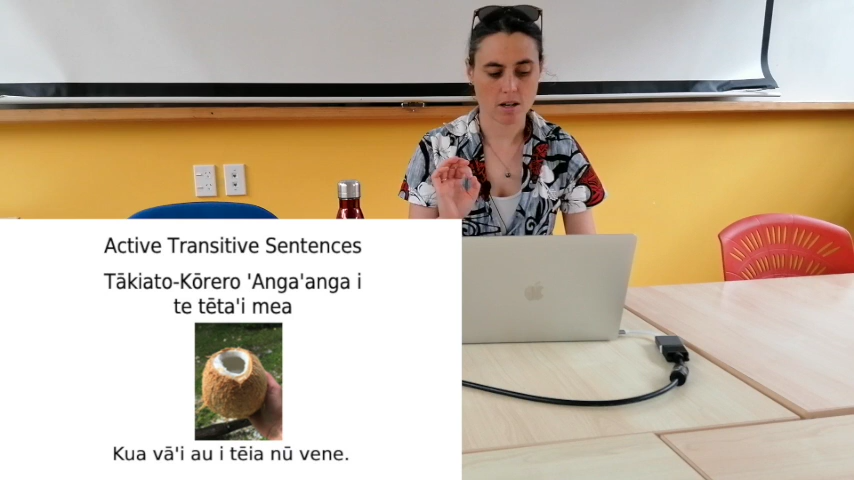 Active Transitive Sentences
Tākiato-Kōrero 'Anga'anga i
te tēta'i mea
Kua vā'i au i tēia nū vene.